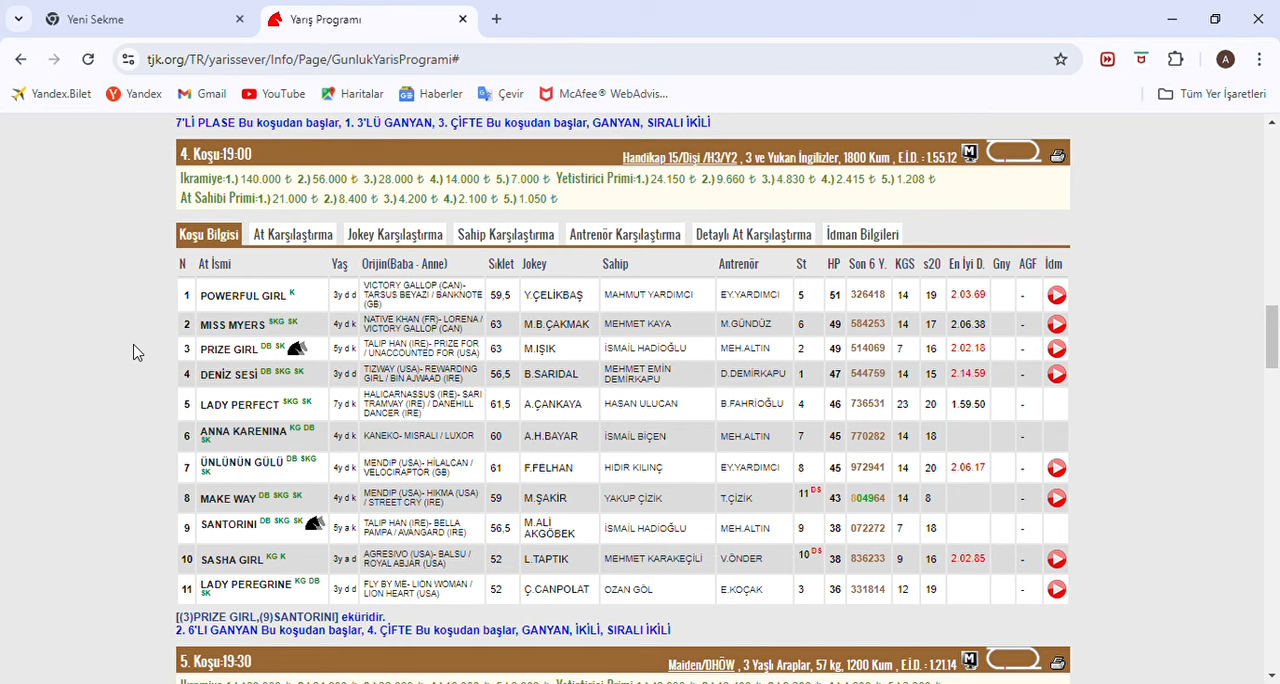 Yeni Sekme
Yarış Programı
tjk.org/TR/yarissever/Info/Page/GunlukYarisProgrami#
A
Yandex.Bilet Yandex Gmail YouTube Haritalar Haberler Çevir McAfee® WebAdvis... Tüm Yer İşaretleri
7'Lİ PLASE Bu koşudan başlar, 1. 3'LÜ GANYAN, 3. ÇİFTE Bu koşudan başlar, GANYAN, SIRALI İKİLİ
4. Koşu:19:00 Handikap 15/Dişi /H3/Y2 , 3 ve Yukarı İngilizler, 1800 Kum , E.İ.D. : 1.55.12 M
Ikramiye:1.) 140.000 ₺ 2.) 56.000 ₺ 3.) 28.000 ₺ 4.) 14.000 ₺ 5.) 7.000 ₺ Yetistirici Primi:1.) 24.150 ₺ 2.) 9.660 ₺ 3.) 4.830 ₺ 4.) 2.415 ₺ 5.) 1.208 ₺
At Sahibi Primi:1.) 21.000 ₺ 2.) 8.400 ₺ 3.) 4.200 ₺ 4.) 2.100 ₺ 5.) 1.050 ₺
Koşu Bilgisi At Karşılaştırma Jokey Karşılaştırma Sahip Karşılaştırma Antrenör Karşılaştırma Detaylı At Karşılaştırma İdman Bilgileri
N At İsmi Yaş Orijin(Baba - Anne) Sıklet Jokey Sahip Antrenör St HP Son 6 Y. KGS s20 En İyi D. Gny AGF İdm
1 POWERFUL GIRL K 3y d d VICTORY GALLOP (CAN)- TARSUS BEYAZI / BANKNOTE (GB) 59,5 Y.ÇELİKBAŞ MAHMUT YARDIMCI EY.YARDIMCI 5 51 326418 14 19 2.03.69 -
2 MISS MYERS SKG SK 4y d k NATIVE KHAN (FR)- LORENA / VICTORY GALLOP (CAN) 63 M.B.ÇAKMAK MEHMET KAYA M.GÜNDÜZ 6 49 584253 14 17 2.06.38 -
3 PRIZE GIRL DB SK 5y d k TALIP HAN (IRE)- PRIZE FOR / UNACCOUNTED FOR (USA) 63 M.IŞIK İSMAİL HADİOĞLU MEH.ALTIN 2 49 514069 7 16 2.02.18 -
4 DENİZ SESİ DB SKG SK 3y d d TIZWAY (USA)- REWARDING GIRL / BIN AJWAAD (IRE) 56,5 B.SARIDAL MEHMET EMİN DEMİRKAPU D.DEMİRKAPU 1 47 544759 14 15 2.14.59 -
5 LADY PERFECT SKG SK 7y d k HALICARNASSUS (IRE)- SARI TRAMVAY (IRE) / DANEHILL DANCER (IRE) 61,5 A.ÇANKAYA HASAN ULUCAN B.FAHRİOĞLU 4 46 736531 23 20 1.59.50 -
6 ANNA KARENINA KG DB SK 4y d k KANEKO- MISRALI / LUXOR 60 A.H.BAYAR İSMAİL BİÇEN MEH.ALTIN 7 45 770282 14 18 -
7 ÜNLÜNÜN GÜLÜ DB SKG SK 4y d k MENDIP (USA)- HİLALCAN / VELOCIRAPTOR (GB) 61 F.FELHAN HIDIR KILINÇ EY.YARDIMCI 8 45 972941 14 20 2.06.17 -
8 MAKE WAY DB SKG SK 4y d k MENDIP (USA)- HIKMA (USA) / STREET CRY (IRE) 59 M.ŞAKİR YAKUP ÇİZİK T.ÇİZİK 11 DS 43 804964 14 8 -
9 SANTORINI DB SKG SK 5y a k TALIP HAN (IRE)- BELLA PAMPA / AVANGARD (IRE) 56,5 M.ALİ AKGÖBEK İSMAİL HADİOĞLU MEH.ALTIN 9 38 072272 7 18 -
10 SASHA GIRL KG K 3y a d AGRESIVO (USA)- BALSU / ROYAL ABJAR (USA) 52 L.TAPTIK MEHMET KARAKEÇİLİ V.ÖNDER 10 DS 38 836233 9 16 2.02.85 -
11 LADY PEREGRINE KG DB SK 3y d d FLY BY ME- LION WOMAN / LION HEART (USA) 52 Ç.CANPOLAT OZAN GÖL E.KOÇAK 3 36 331814 12 19 -
[(3)PRIZE GIRL,(9)SANTORINI] eküridir.
2. 6'LI GANYAN Bu koşudan başlar, 4. ÇİFTE Bu koşudan başlar, GANYAN, İKİLİ, SIRALI İKİLİ
5. Koşu:19:30 Maiden/DHÖW , 3 Yaşlı Araplar, 57 kg, 1200 Kum , E.İ.D. : 1.21.14 M